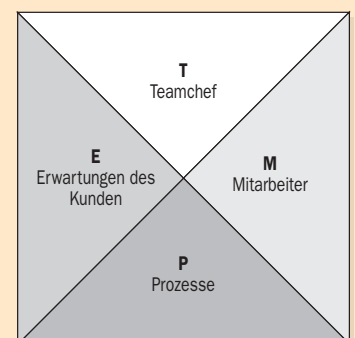 T
Teamchef
E
Erwartungen des
Kunden
M
Mitarbeiter
P
Prozesse